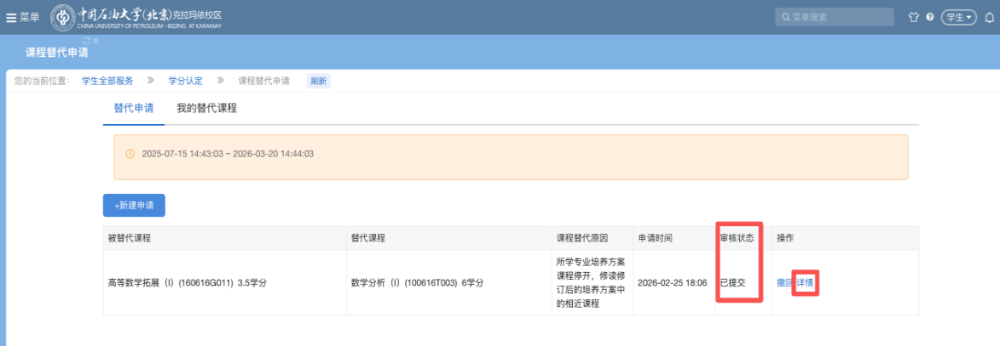 菜单
中国石油大学(北京)克拉玛依校区
CHINA UNIVERSITY OF PETROLEUM - BEIJING AT KARAMAY
菜单搜索
学生
课程替代申请
您的当前位置: 学生全部服务 » 学分认定 » 课程替代申请 刷新
替代申请 我的替代课程
2025-07-15 14:43:03 ~ 2026-03-20 14:44:03
+新建申请
被替代课程 替代课程 课程替代原因 申请时间 审核状态 操作
所学专业培养方案
课程停开,修读修
订后的培养方案中
的相近课程
高等数学拓展(I)(160616G011) 3.5学分 数学分析(I)(100616T003) 6学分 2026-02-25 18:06 已提交 撤回 详情